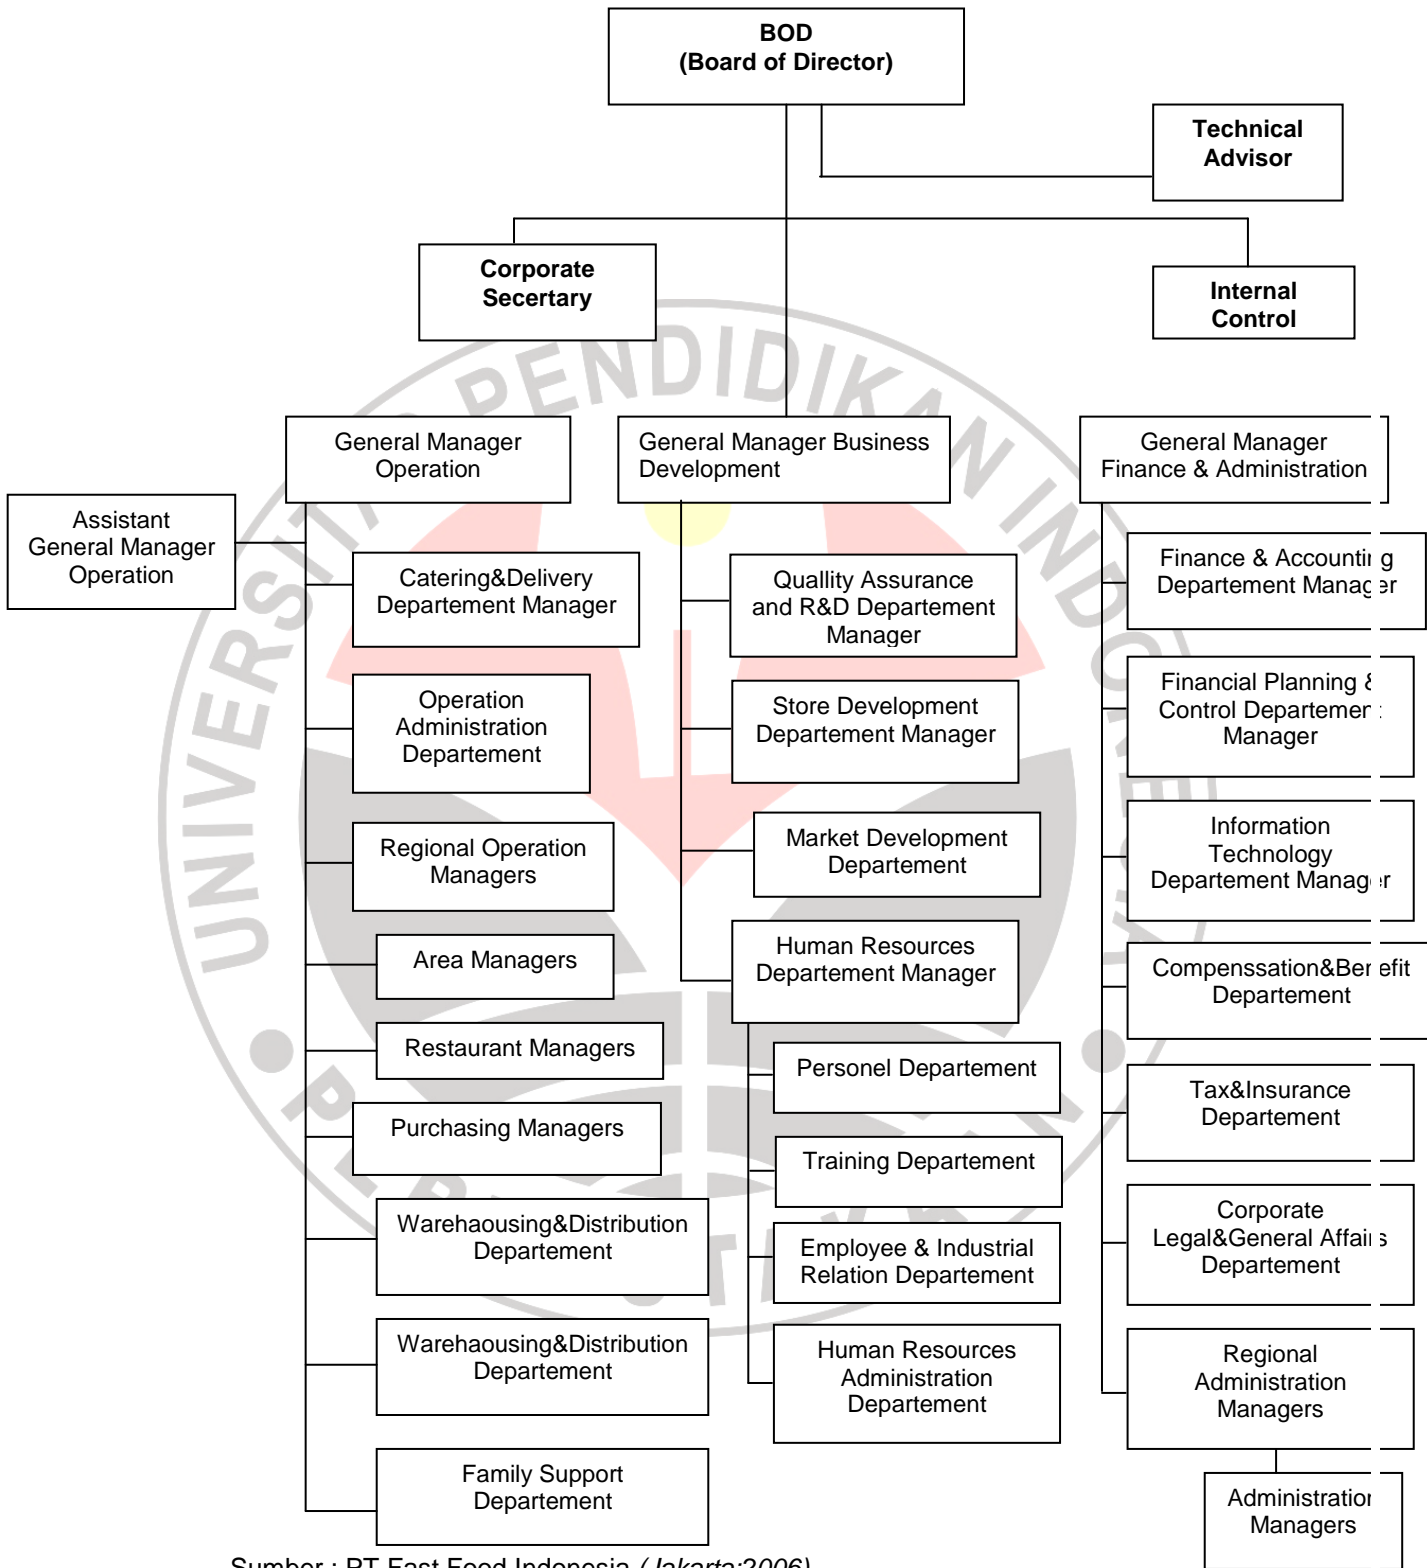 BOD
(Board of Director)
Technical
Advisor
Corporate
Secertary
Internal
Control
General Manager
Operation
General Manager Business
Development
General Manager
Finance & Administration
Assistant
General Manager
Operation
Catering&Delivery
Departement Manager
Operation
Administration
Departement
Regional Operation
Managers
Area Managers
Restaurant Managers
Purchasing Managers
Warehaousing&Distribution
Departement
Warehaousing&Distribution
Departement
Family Support
Departement
Quallity Assurance
and R&D Departement
Manager
Store Development
Departement Manager
Market Development
Departement
Human Resources
Departement Manager
Personel Departement
Training Departement
Employee & Industrial
Relation Departement
Human Resources
Administration
Departement
Finance & Accounting
Departement Manager
Financial Planning &
Control Departement
Manager
Information
Technology
Departement Manager
Compenssation&Benefit
Departement
Tax&Insurance
Departement
Corporate
Legal&General Affairs
Departement
Regional
Administration
Managers
Administration
Managers
Sumber : PT Fast Food Indonesia (Jakarta:2006)
UNIVERSITAS PENDIDIKAN INDONESIA
PERPUSTAKAAN